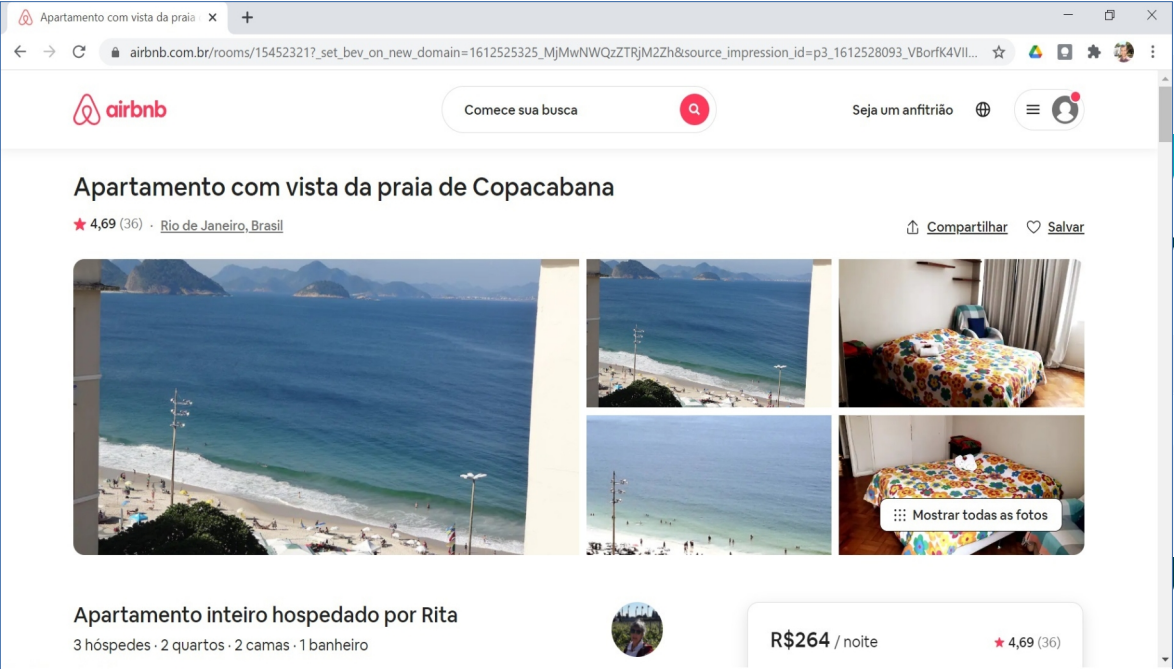 Apartamento com vista da praia
airbnb.com.br/rooms/15452321?_set_bev_on_new_domain=1612525325_MjMwNWQzZTRjM2Zh&source_impression_id=p3_1612528093_VBorfK4VII...
airbnb
Comece sua busca
Seja um anfitrião
Apartamento com vista da praia de Copacabana
4,69 (36) · Rio de Janeiro, Brasil
Compartilhar
Salvar
Mostrar todas as fotos
Apartamento inteiro hospedado por Rita
3 hóspedes · 2 quartos · 2 camas · 1 banheiro
R$264 / noite
4,69 (36)